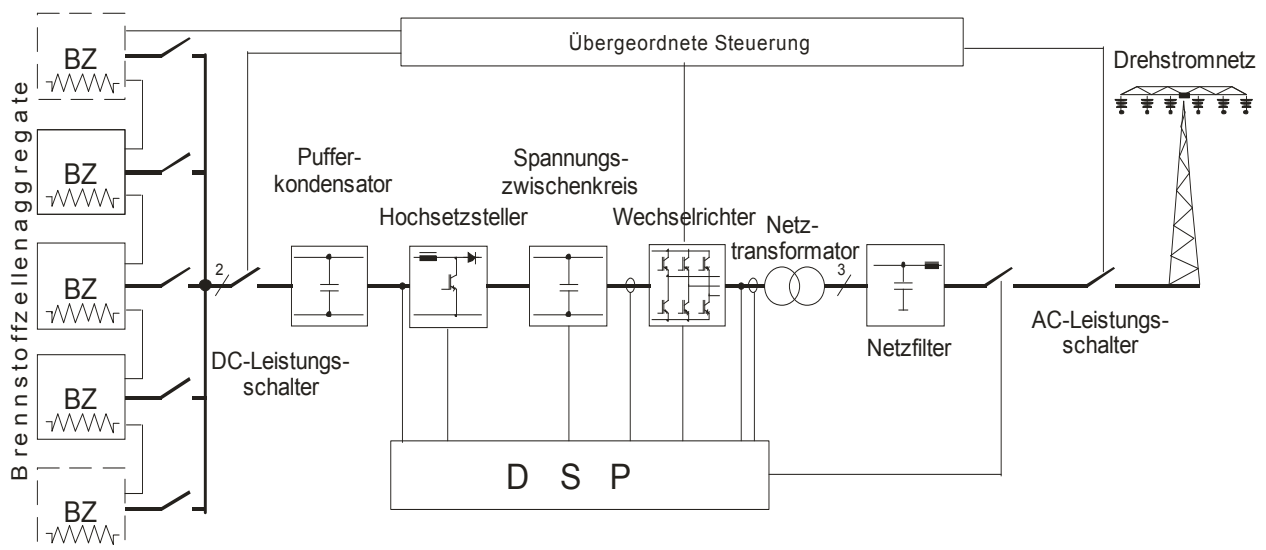 Übergeordnete Steuerung
Drehstromnetz
Brennstoffzellenaggregate
BZ
BZ
BZ
BZ
BZ
2
DC-Leistungs-
schalter
Puffer-
kondensator
Hochsetzsteller
Spannungs-
zwischenkreis
Wechselrichter
Netz-
transformator
3
Netzfilter
AC-Leistungs-
schalter
D S P